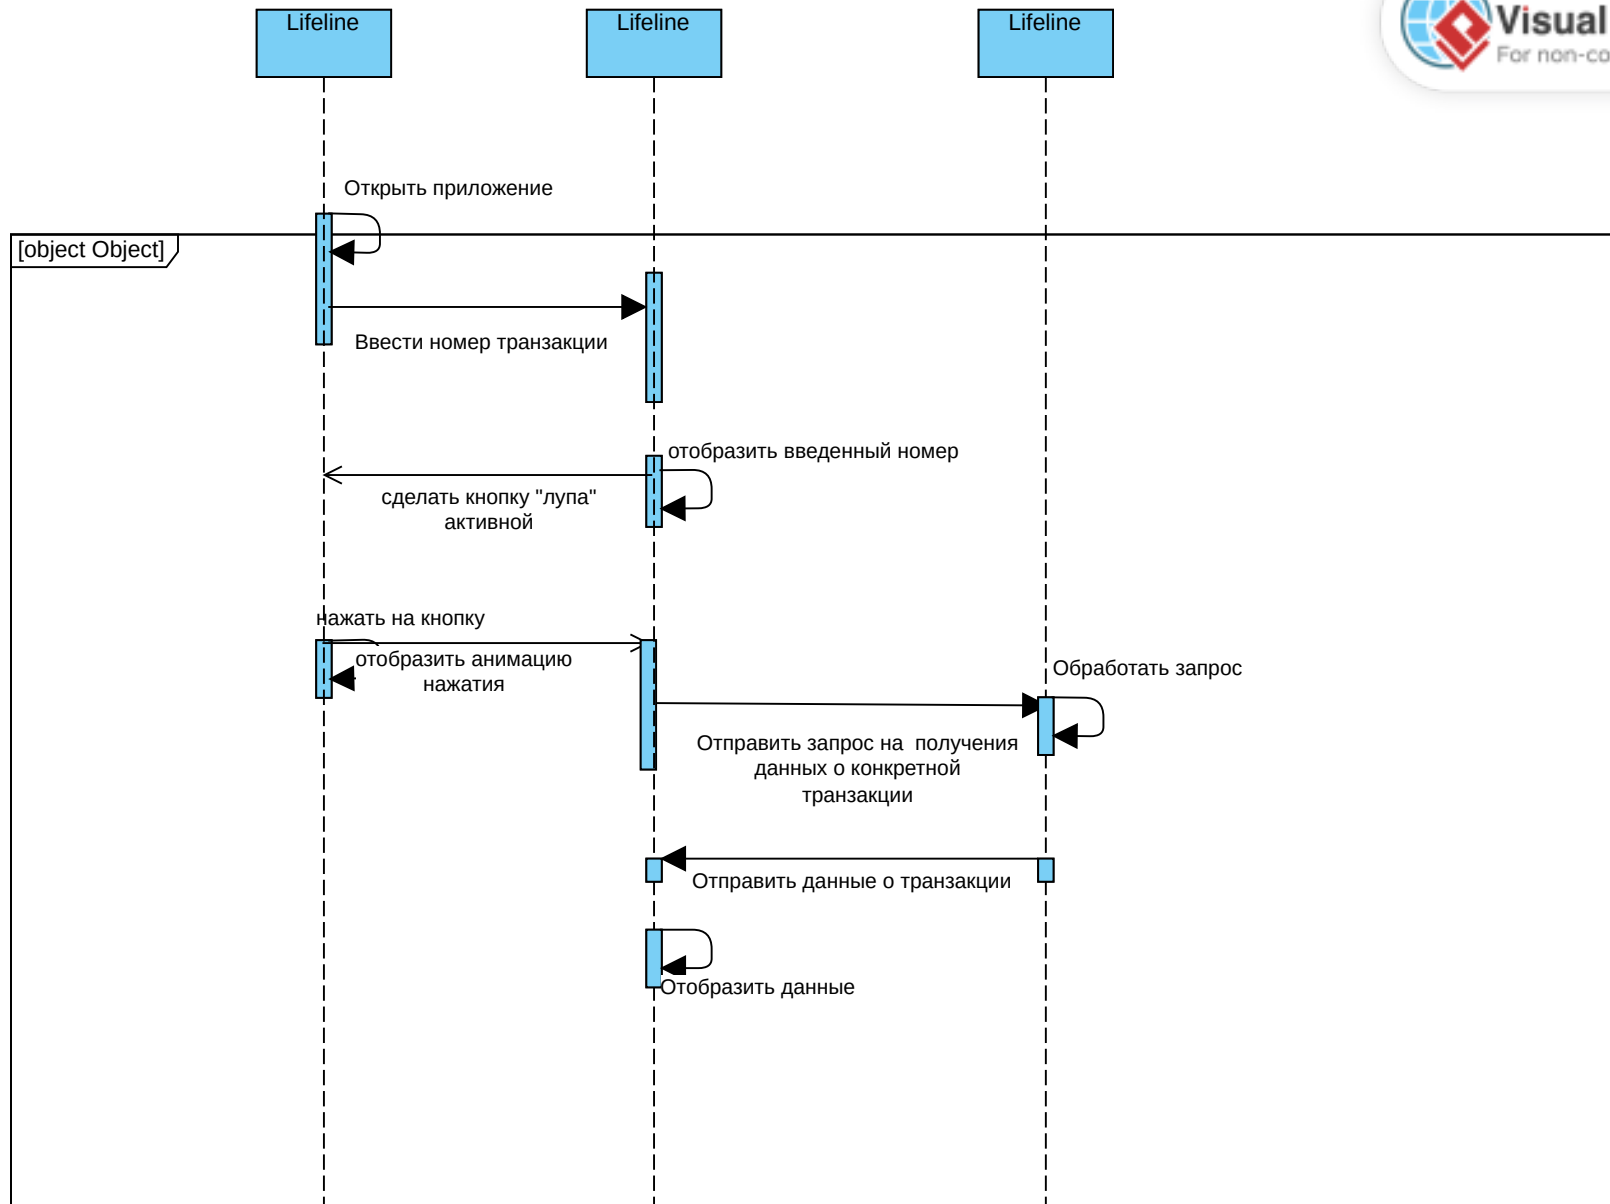 Lifeline
Lifeline
Lifeline
Visual
For non-co
Открыть приложение
[object Object]
Ввести номер транзакции
отобразить введенный номер
сделать кнопку "лупа"
активной
нажать на кнопку
отобразить анимацию
нажатия
Обработать запрос
Отправить запрос на  получения
данных о конкретной
транзакции
Отправить данные о транзакции
Отобразить данные